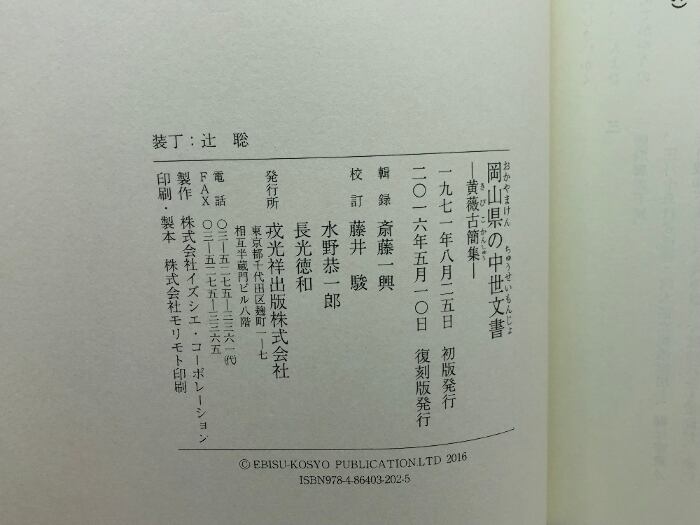 岡山県の中世文書
おかやまけん ちゅうせいもんじょ
―黄薇古簡集―
きびこかんしゅう
一九七一年八月二五日 初版発行
二〇一六年五月一〇日 復刻版発行
輯録 斎藤一興
校訂 藤井 駿
水野恭一郎
長光徳和
発行所 戎光祥出版株式会社
東京都千代田区麹町一―七
相互半蔵門ビル八階
電話 〇三―五二七五―三三六一(代)
FAX 〇三―五二七五―三三六五
製作 株式会社イズシエ・コーポレーション
印刷・製本 株式会社モリモト印刷
装丁:辻 聡
© EBISU-KOSYO PUBLICATION.LTD 2016
ISBN978-4-86403-202-5